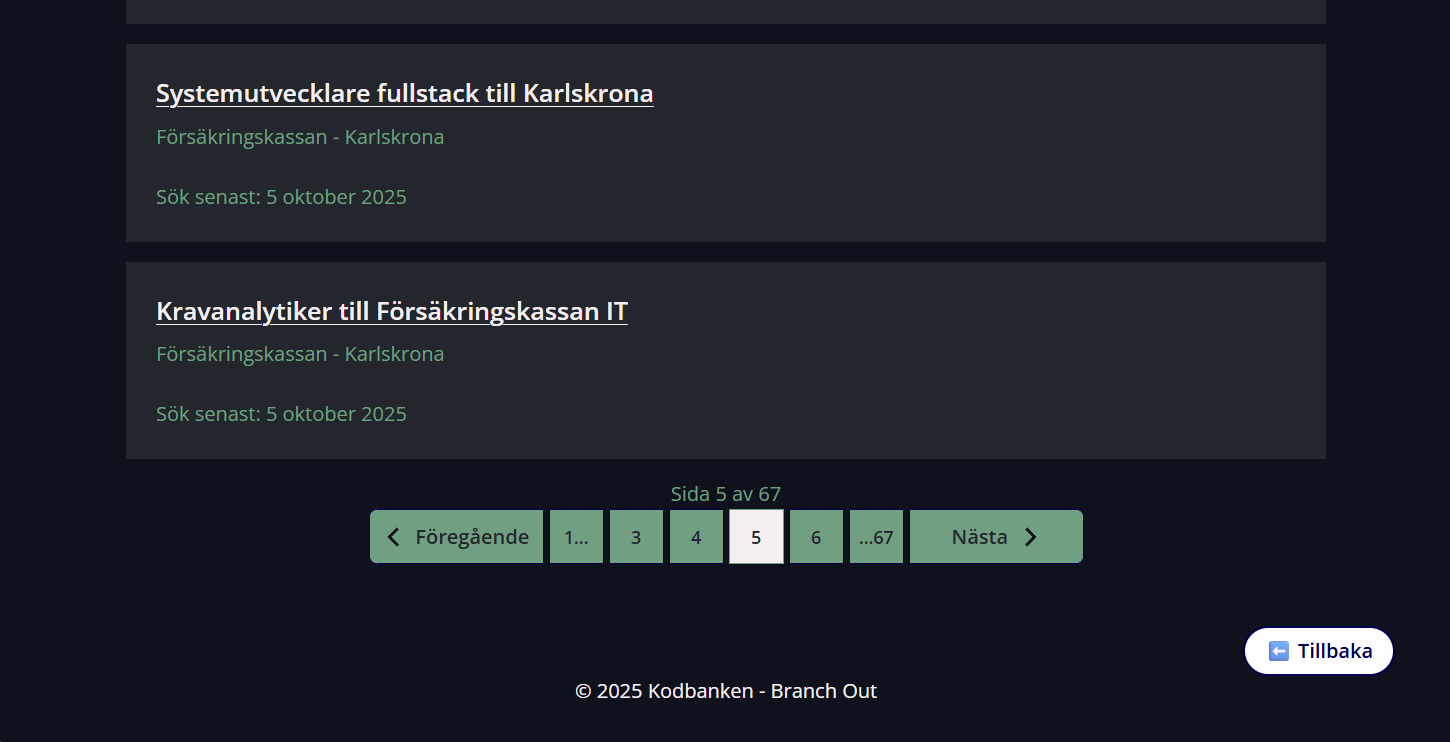 Systemutvecklare fullstack till Karlskrona
Försäkringskassan - Karlskrona
Sök senast: 5 oktober 2025
Kravanalytiker till Försäkringskassan IT
Försäkringskassan - Karlskrona
Sök senast: 5 oktober 2025
Sida 5 av 67
Föregående 1... 3 4 5 6 ...67 Nästa
Tillbaka
© 2025 Kodbanken - Branch Out